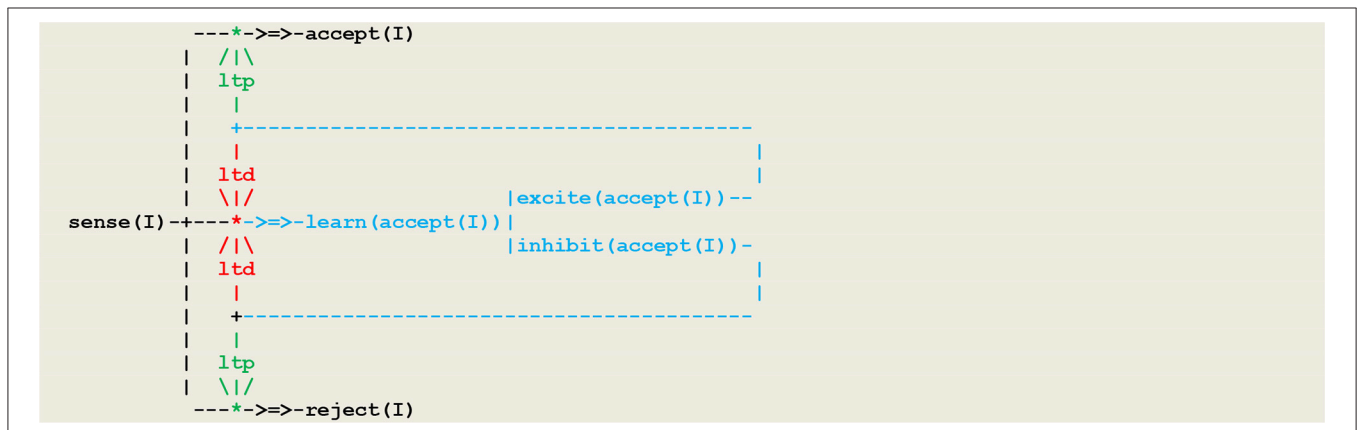 ---*->=>-accept(I)
|  /|\
|  ltp
|   |
|   +-----------------------------------------
|   |                                         |
|  ltd                                        |
|  \|/                |excite(accept(I))--
sense(I)-+---*->=>-learn(accept(I))|
|  /|\                |inhibit(accept(I))-
|  ltd                                        |
|   |                                         |
|   +-----------------------------------------
|   |
|  ltp
|  \|/
---*->=>-reject(I)